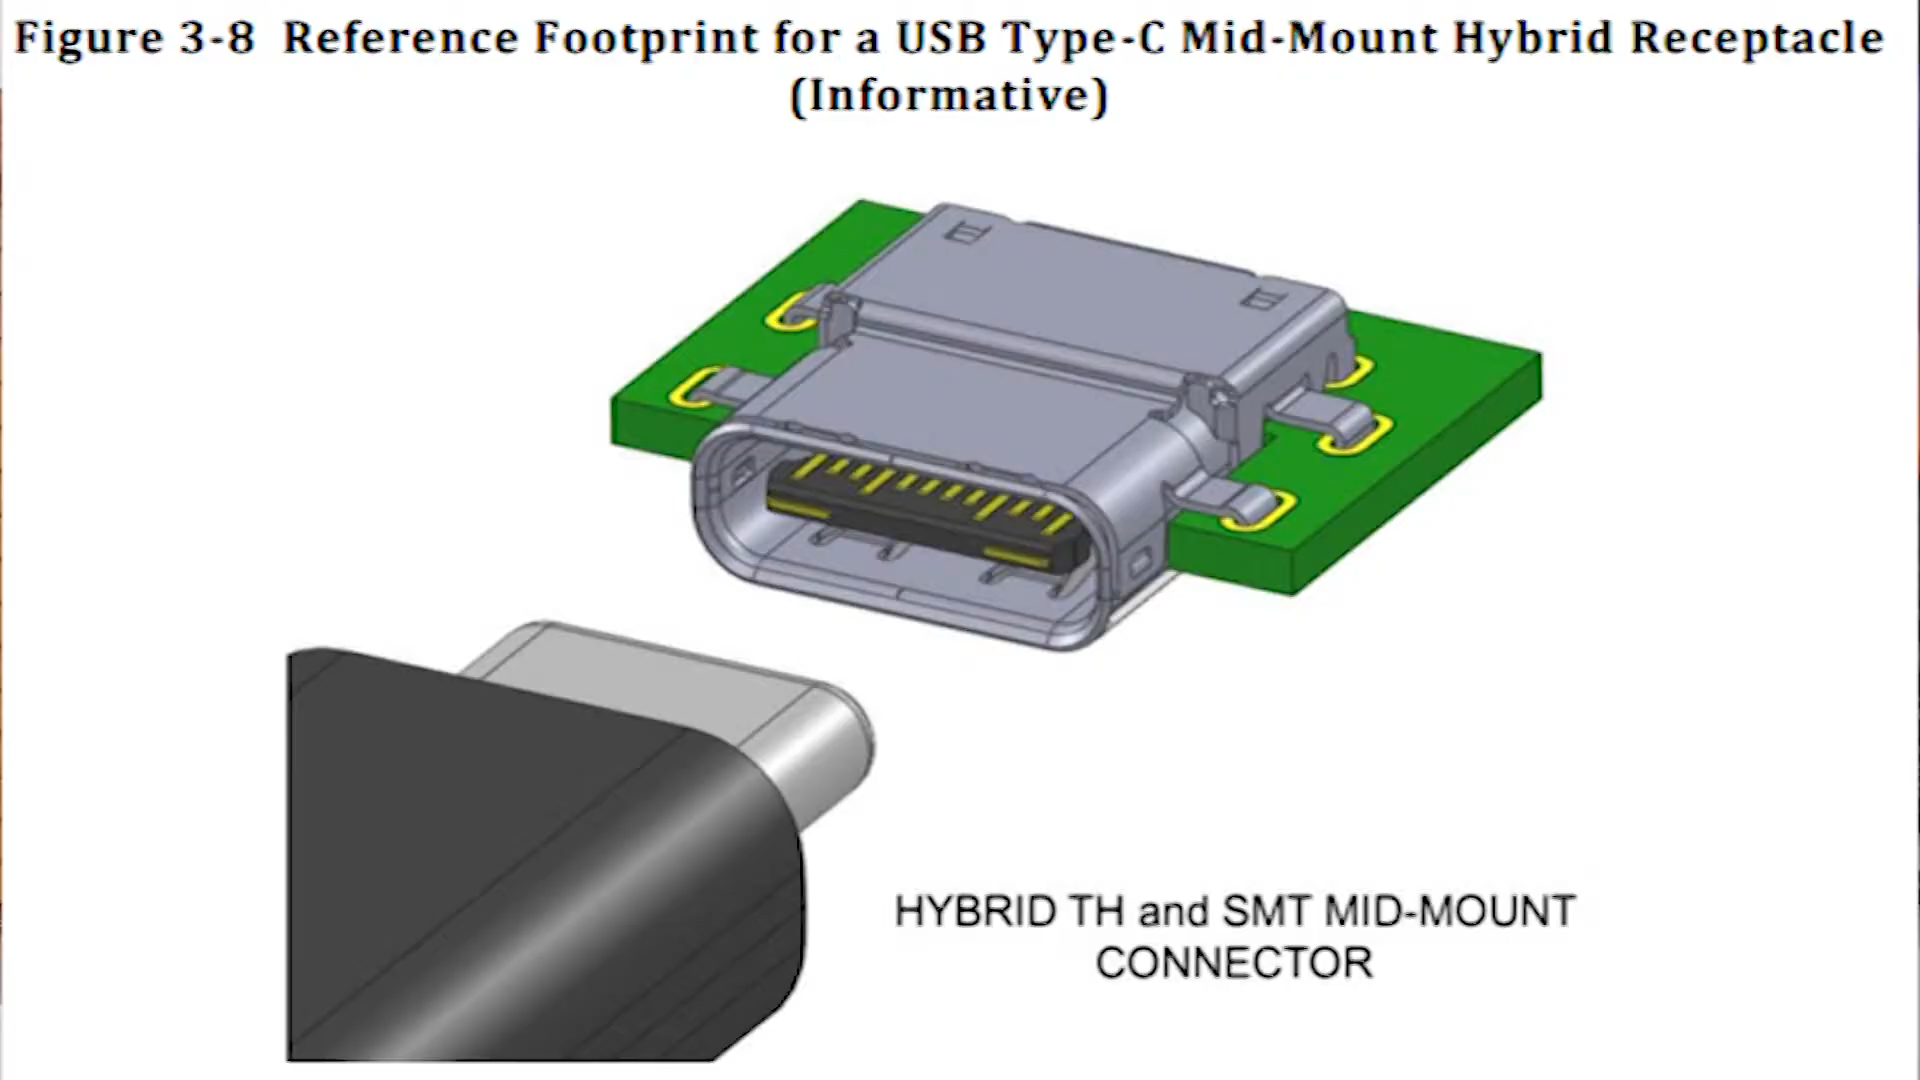 Figure 3-8 Reference Footprint for a USB Type-C Mid-Mount Hybrid Receptacle
(Informative)
HYBRID TH and SMT MID-MOUNT
CONNECTOR